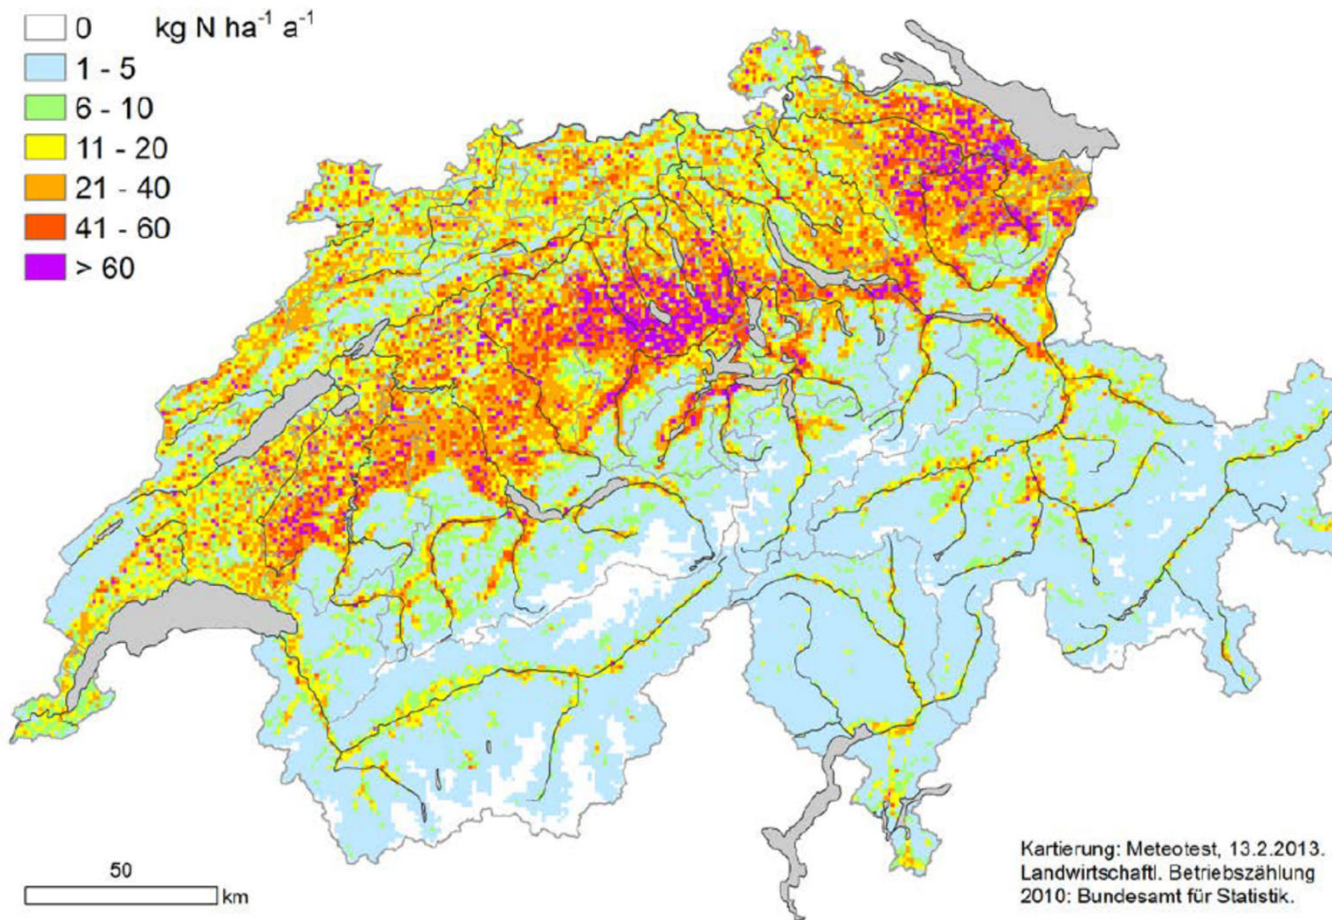 0 kg N ha⁻¹ a⁻¹
1 - 5
6 - 10
11 - 20
21 - 40
41 - 60
> 60
50
km
Kartierung: Meteotest, 13.2.2013.
Landwirtschaftl. Betriebszählung
2010: Bundesamt für Statistik.